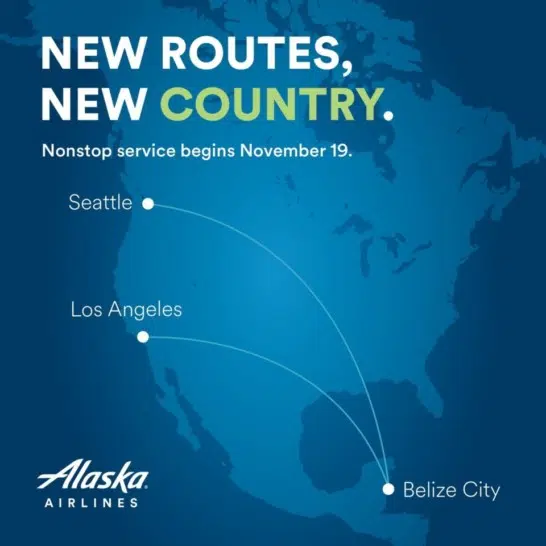 NEW ROUTES,
NEW COUNTRY.
Nonstop service begins November 19.
Seattle
Los Angeles
Belize City
Alaska
AIRLINES